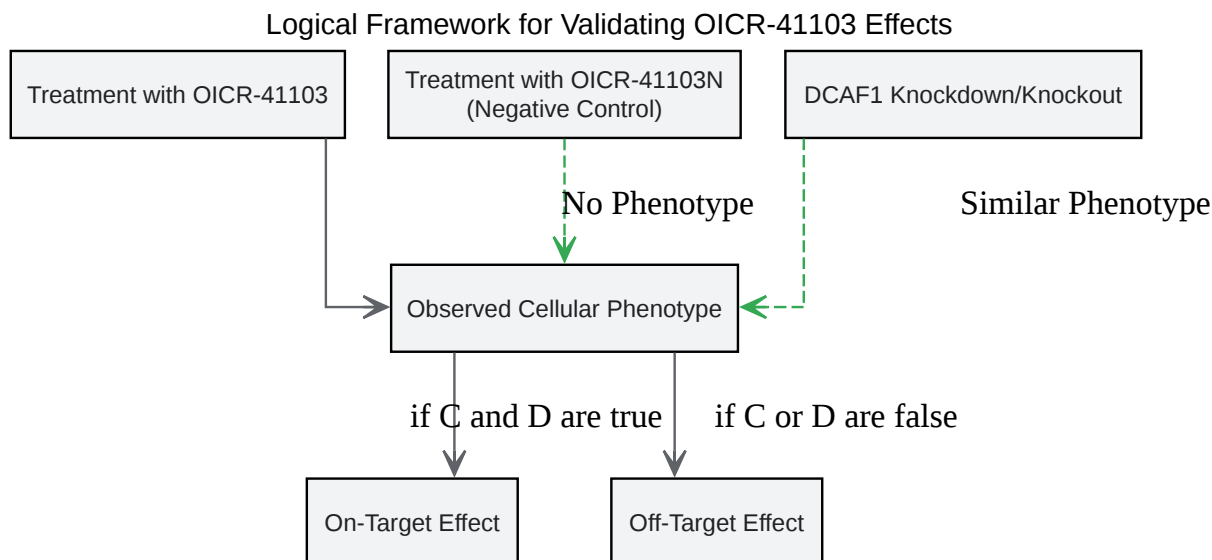 Logical Framework for Validating OICR-41103 Effects
Treatment with OICR-41103
Treatment with OICR-41103N
(Negative Control)
DCAF1 Knockdown/Knockout
No Phenotype
Similar Phenotype
Observed Cellular Phenotype
if C and D are true
if C or D are false
On-Target Effect
Off-Target Effect